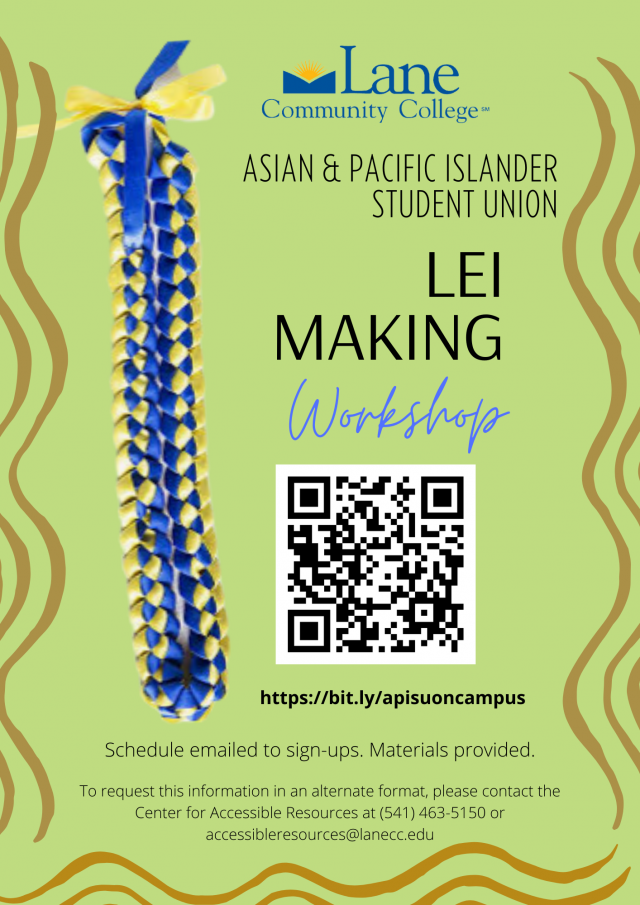 Lane
Community College℠
ASIAN & PACIFIC ISLANDER
STUDENT UNION
LEI
MAKING
Workshop
https://bit.ly/apisuoncampus
Schedule emailed to sign-ups. Materials provided.
To request this information in an alternate format, please contact the
Center for Accessible Resources at (541) 463-5150 or
accessibleresources@lanecc.edu